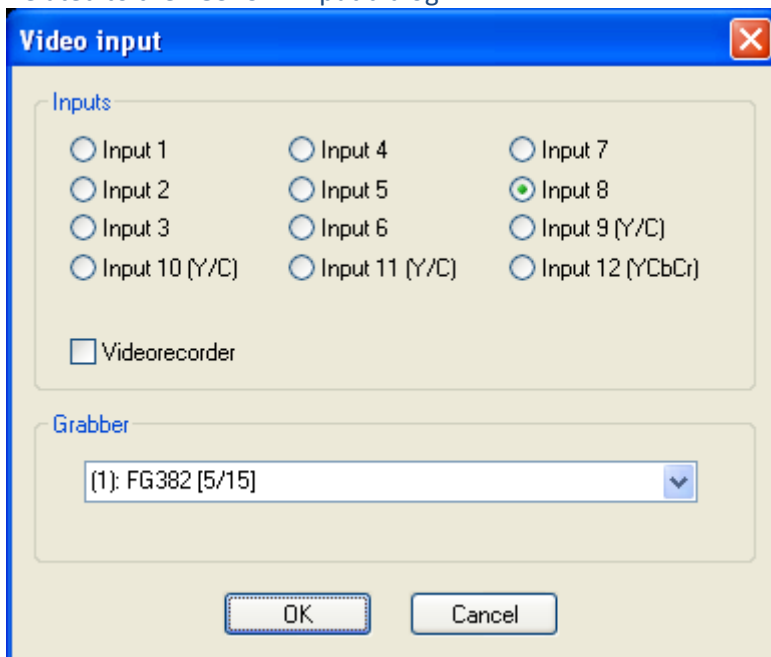 Video input
Inputs
Input 1 Input 4 Input 7
Input 2 Input 5 Input 8
Input 3 Input 6 Input 9 (Y/C)
Input 10 (Y/C) Input 11 (Y/C) Input 12 (YCbCr)
Videorecorder
Grabber
(1): FG382 [5/15]
OK Cancel